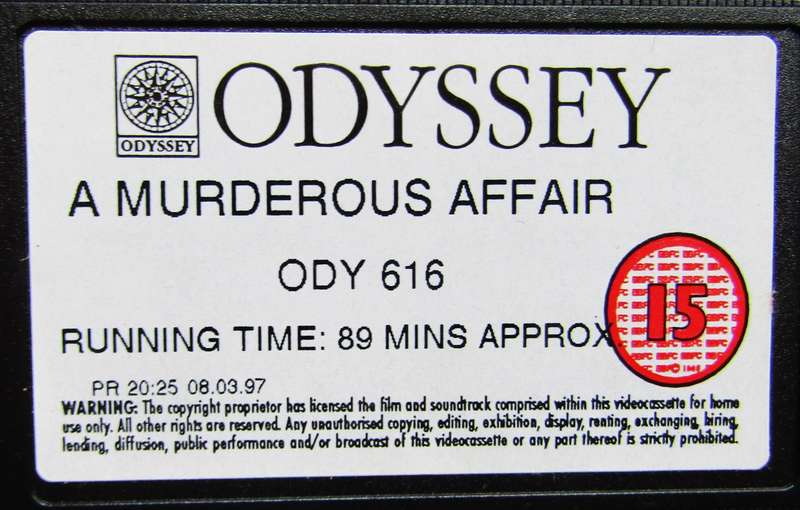 ODYSSEY
ODYSSEY
A MURDEROUS AFFAIR
ODY 616
15
RUNNING TIME: 89 MINS APPROX
PR 20:25 08.03.97
WARNING: The copyright proprietor has licensed the film and soundtrack comprised within this videocassette for home
use only. All other rights are reserved. Any unauthorised copying, editing, exhibition, display, renting, exchanging, hiring,
lending, diffusion, public performance and/or broadcast of this videocassette or any part thereof is strictly prohibited.